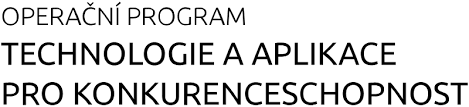 OPERAČNÍ PROGRAM
TECHNOLOGIE A APLIKACE
PRO KONKURENCESCHOPNOST